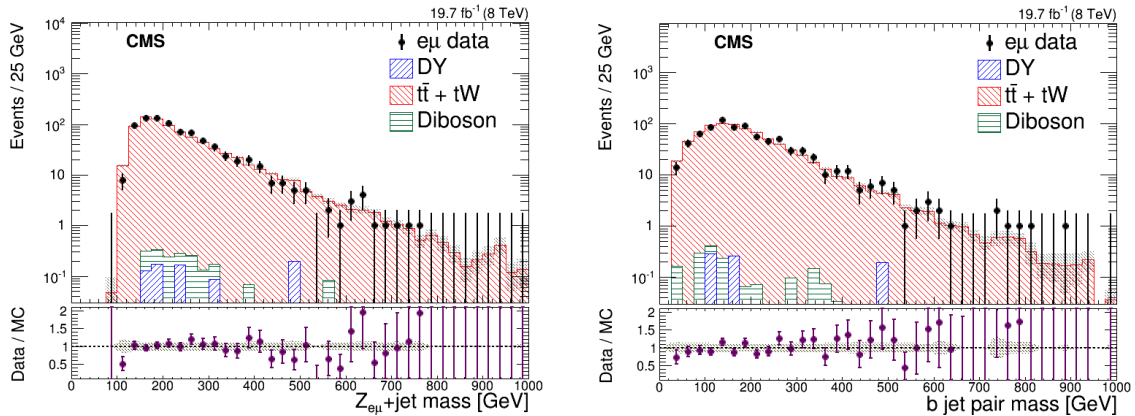 19.7 fb⁻¹ (8 TeV)
CMS
eμ data
DY
tt̄ + tW
Diboson
Events / 25 GeV
10⁴
10³
10²
10
1
10⁻¹
Data / MC
2
1.5
1
0.5
0 100 200 300 400 500 600 700 800 900 1000
Z_eμ+jet mass [GeV]
19.7 fb⁻¹ (8 TeV)
CMS
eμ data
DY
tt̄ + tW
Diboson
Events / 25 GeV
10⁴
10³
10²
10
1
10⁻¹
Data / MC
2
1.5
1
0.5
0 100 200 300 400 500 600 700 800 900 1000
b jet pair mass [GeV]